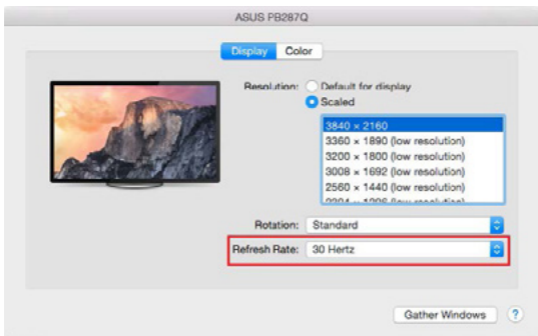 ASUS PB287Q
Display Color
Resolution: Default for display
Scaled
3840 × 2160
3360 × 1890 (low resolution)
3200 × 1800 (low resolution)
3008 × 1692 (low resolution)
2560 × 1440 (low resolution)
Rotation: Standard
Refresh Rate: 30 Hertz
Gather Windows ?